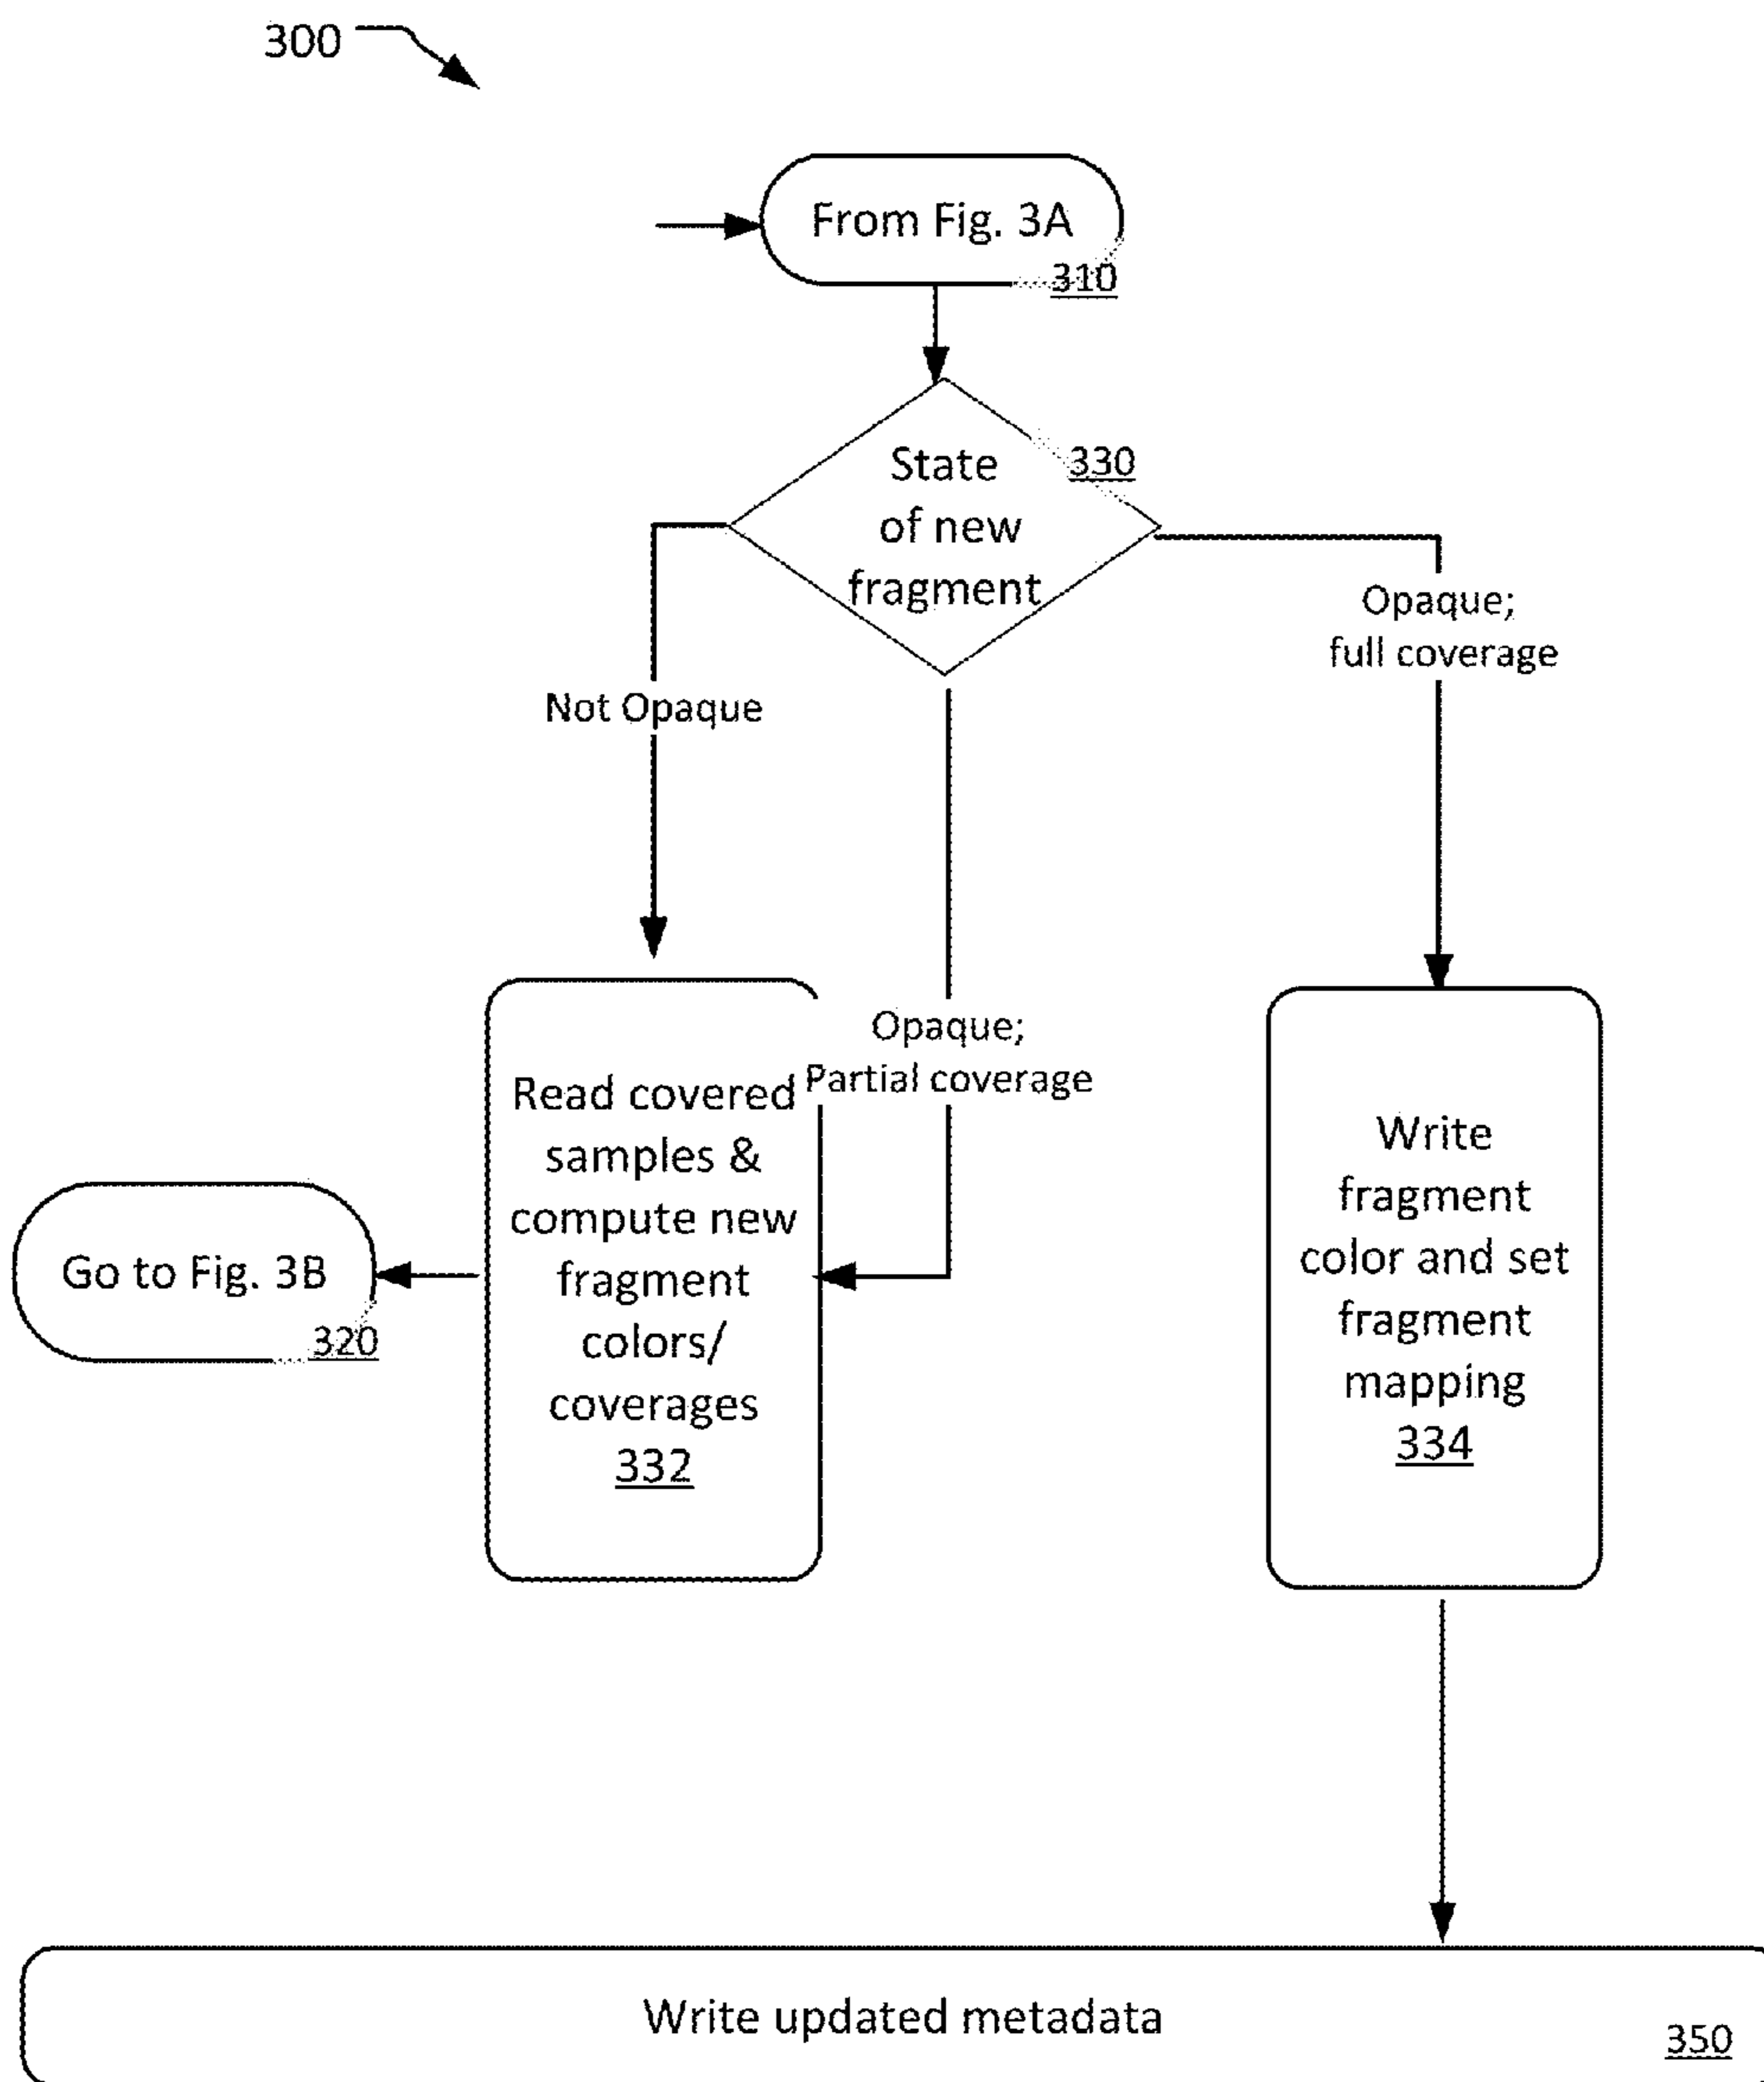 300
From Fig. 3A
310
State
of new
fragment
330
Opaque;
full coverage
Not Opaque
Opaque;
Partial coverage
Read covered
samples &
compute new
fragment
colors/
coverages
332
Go to Fig. 3B
320
Write
fragment
color and set
fragment
mapping
334
Write updated metadata
350